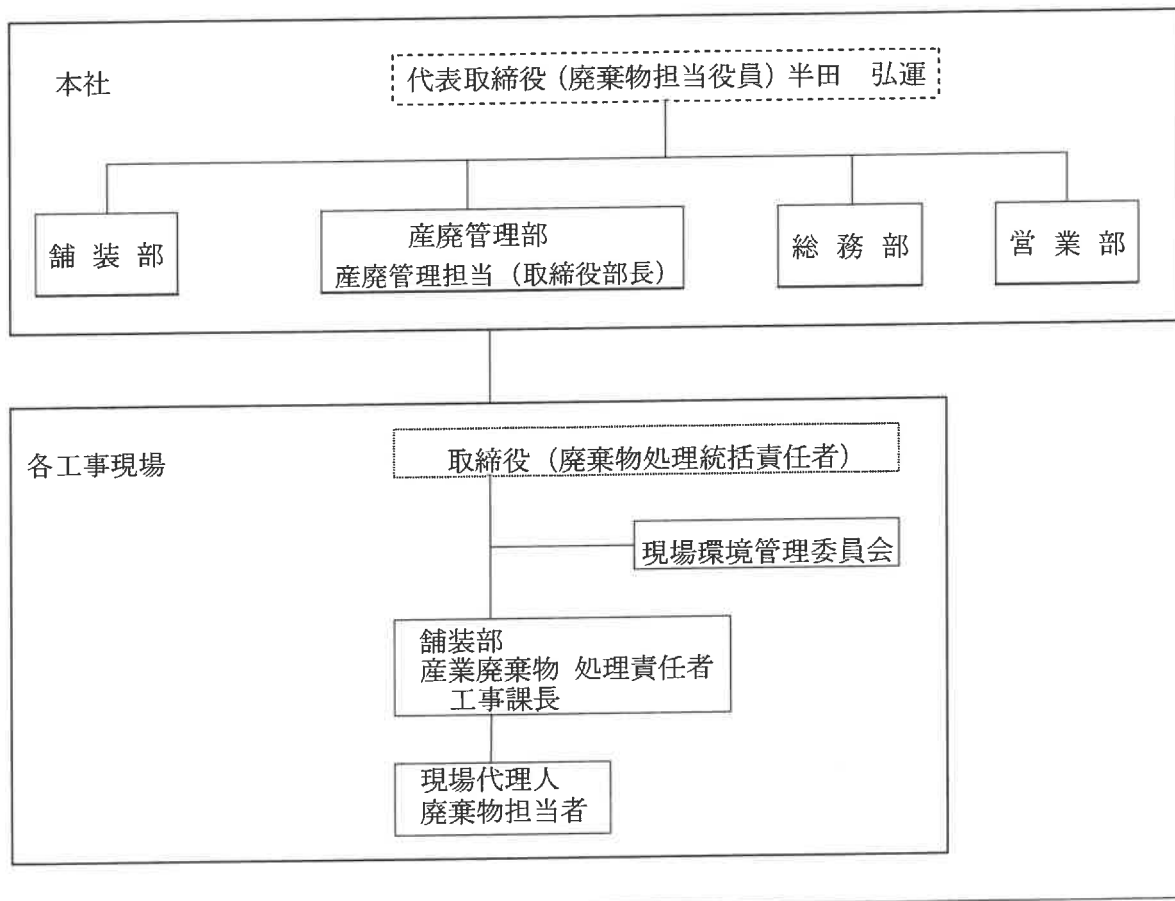 本社
代表取締役(廃棄物担当役員)半田 弘運
舗装部
産廃管理部
産廃管理担当(取締役部長)
総務部
営業部
各工事現場
取締役(廃棄物処理統括責任者)
現場環境管理委員会
舗装部
産業廃棄物 処理責任者
工事課長
現場代理人
廃棄物担当者